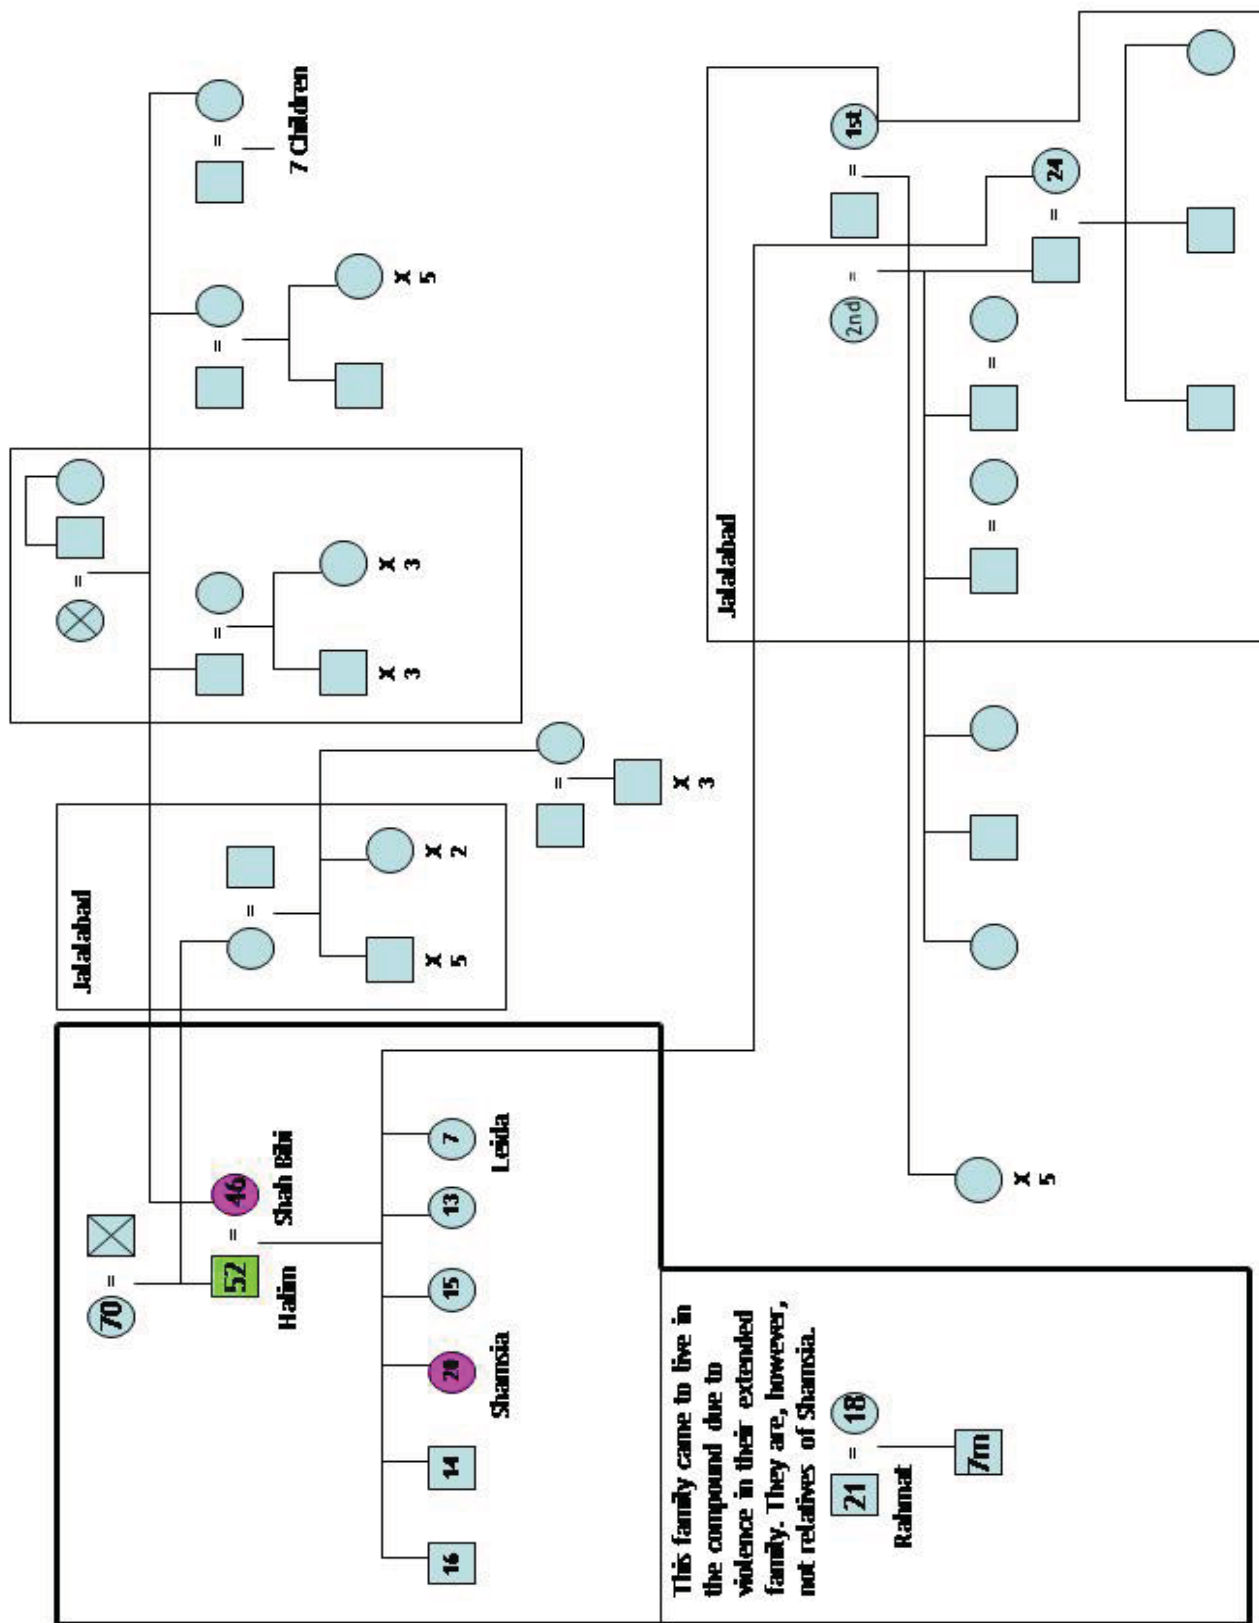 Jalalabad
70
52
46
Halim
Shah Bibi
7 Children
X
3
X
3
X
5
X
5
X
2
16
14
20
15
13
7
Shamsia
Leida
X
3
This family came to live in
the compound due to
violence in their extended
family. They are, however,
not relatives of Shamsia.
21
18
Rahmat
7m
Jalalabad
2nd
1st
24
X
5